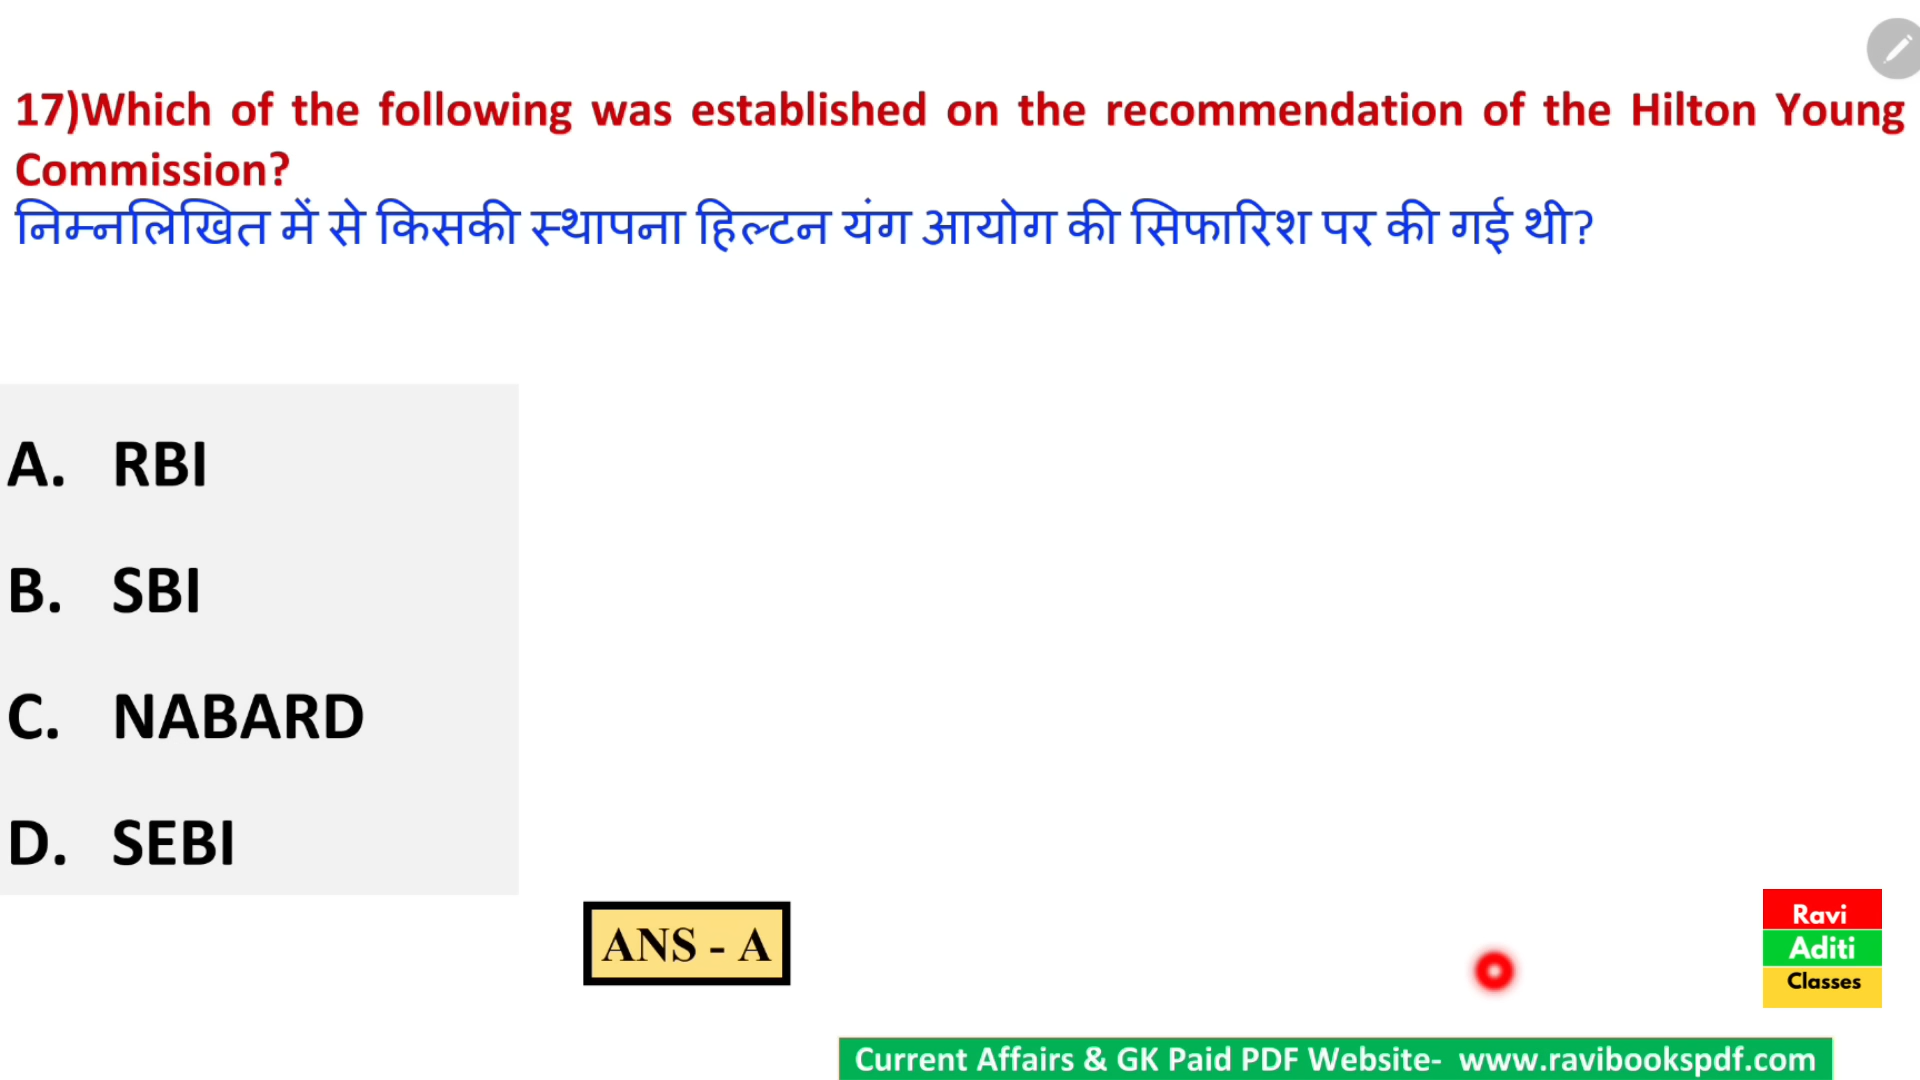 17)Which of the following was established on the recommendation of the Hilton Young
Commission?
निम्नलिखित में से किसकी स्थापना हिल्टन यंग आयोग की सिफारिश पर की गई थी?
A. RBI
B. SBI
C. NABARD
D. SEBI
ANS - A
Ravi
Aditi
Classes
Current Affairs & GK Paid PDF Website- www.ravibookspdf.com